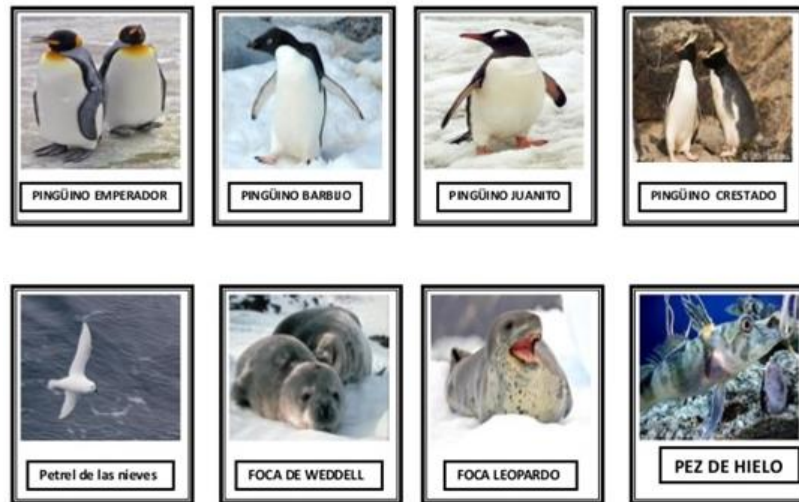 PINGÜINO EMPERADOR
PINGÜINO BARBIJO
PINGÜINO JUANITO
PINGÜINO CRESTADO
Petrel de las nieves
FOCA DE WEDDELL
FOCA LEOPARDO
PEZ DE HIELO